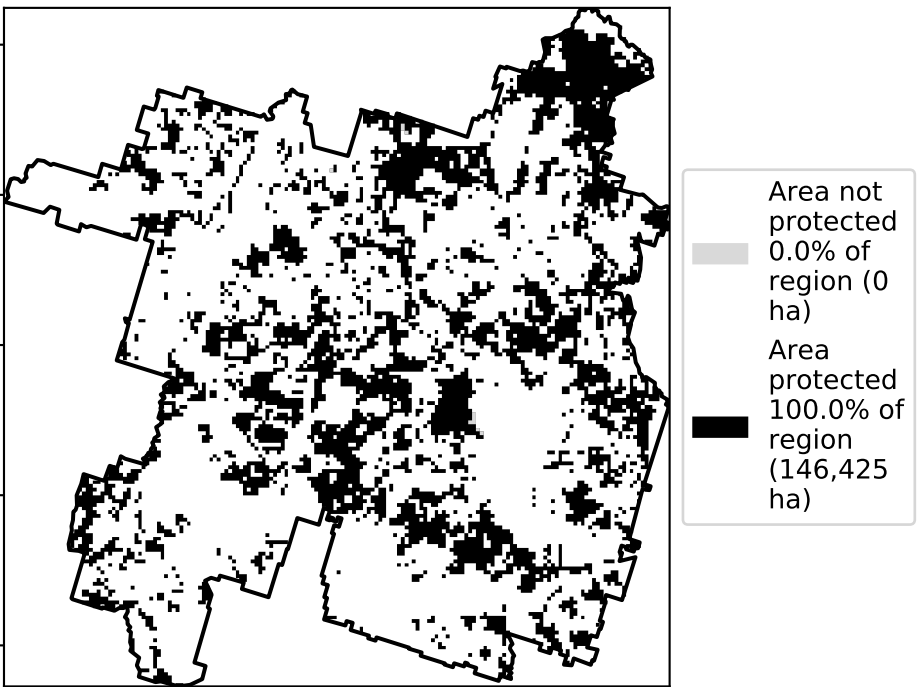 Area not
protected
0.0% of
region (0
ha)
Area
protected
100.0% of
region
(146,425
ha)